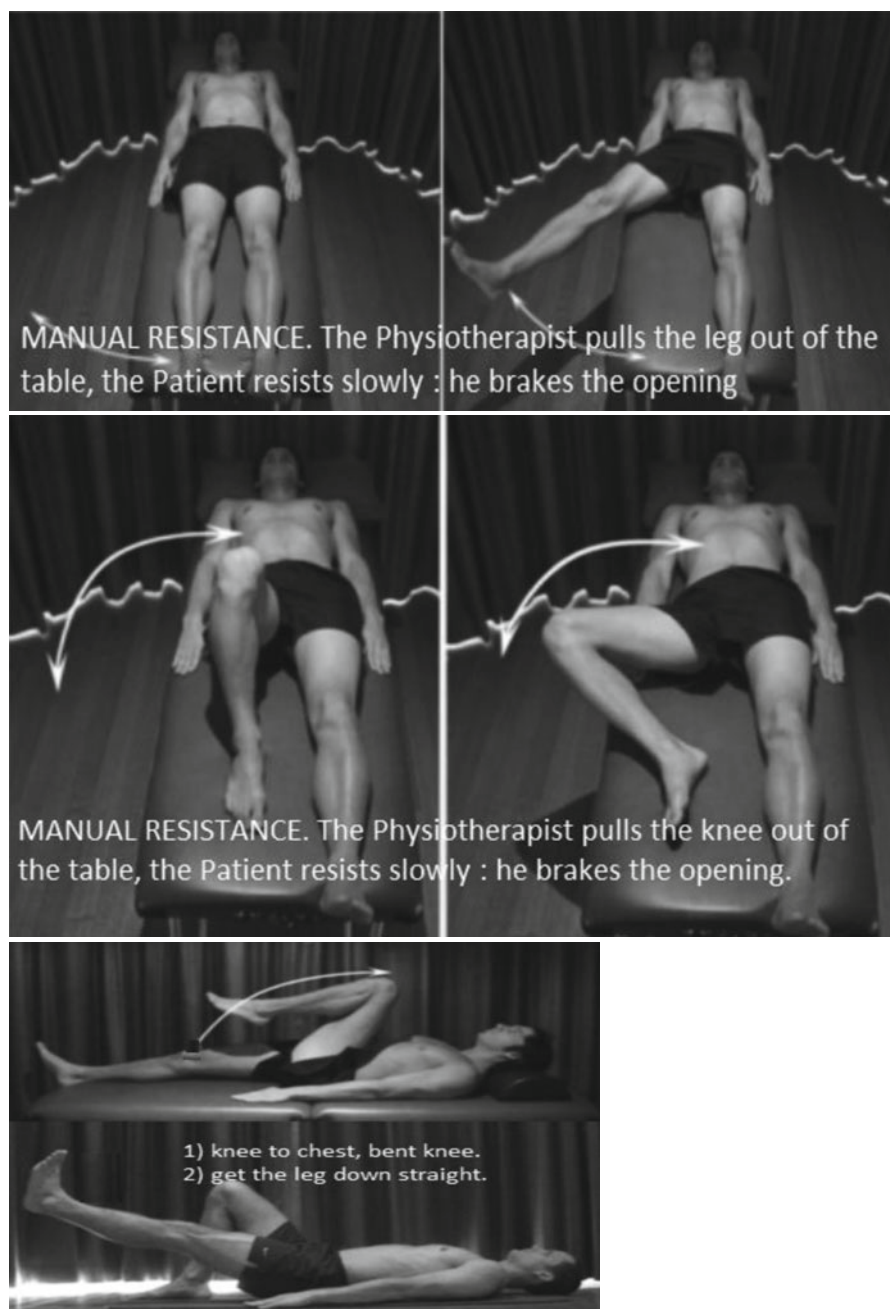 MANUAL RESISTANCE. The Physiotherapist pulls the leg out of the
table, the Patient resists slowly : he brakes the opening
MANUAL RESISTANCE. The Physiotherapist pulls the knee out of
the table, the Patient resists slowly : he brakes the opening.
1) knee to chest, bent knee.
2) get the leg down straight.